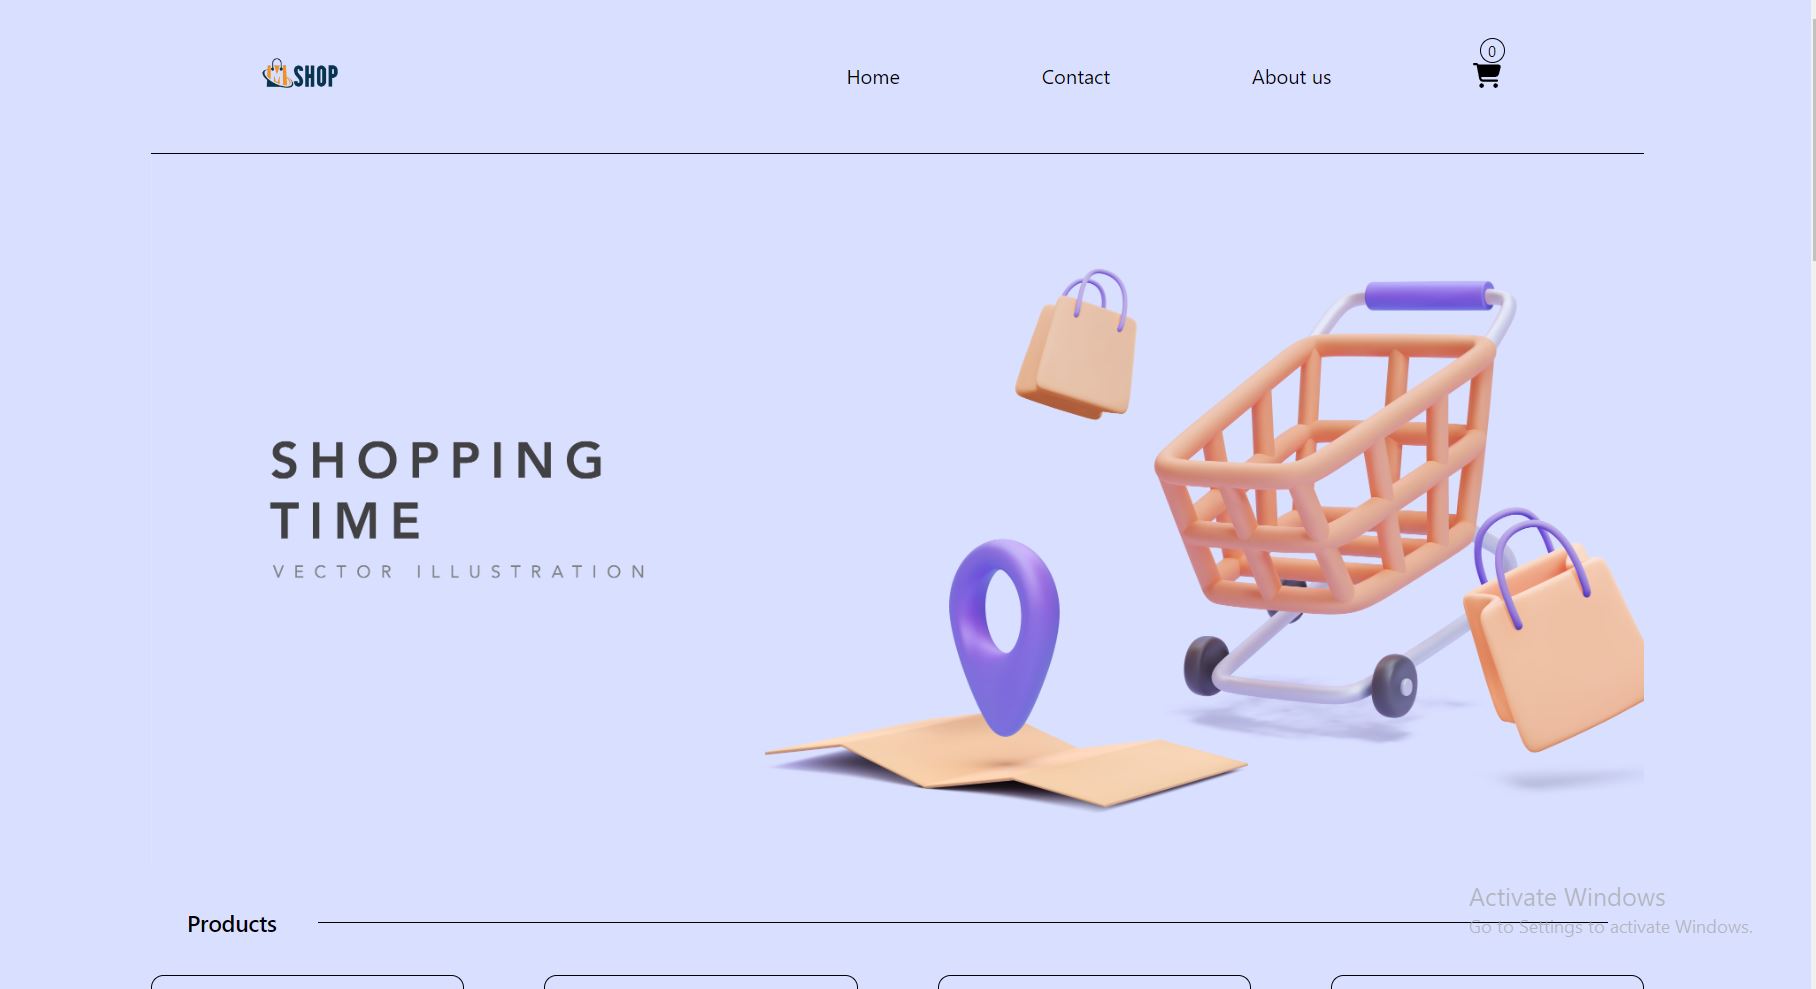 SHOP
Home
Contact
About us
0
SHOPPING
TIME
VECTOR ILLUSTRATION
Products
Activate Windows
Go to Settings to activate Windows.